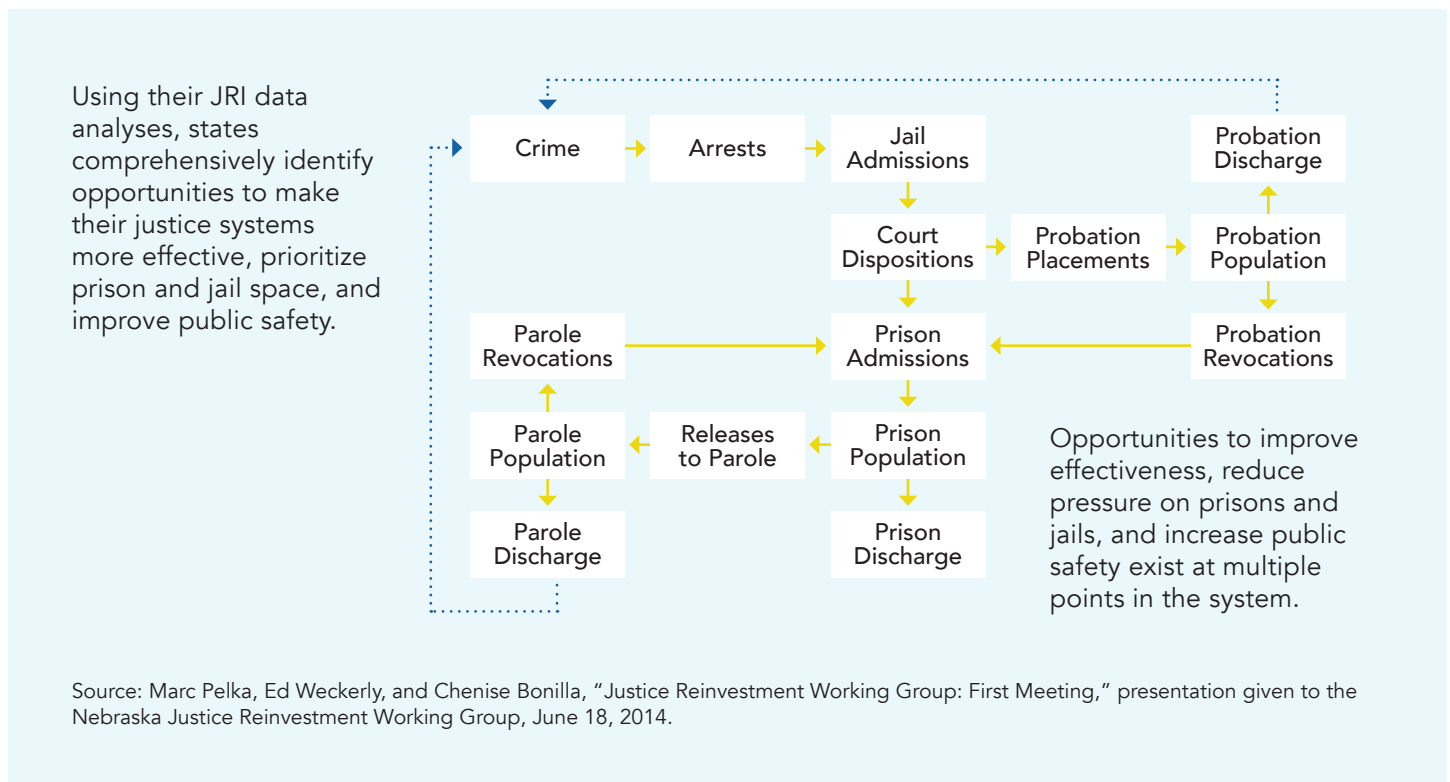 Using their JRI data
analyses, states
comprehensively identify
opportunities to make
their justice systems
more effective, prioritize
prison and jail space, and
improve public safety.
Crime
Arrests
Jail
Admissions
Probation
Discharge
Court
Dispositions
Probation
Placements
Probation
Population
Parole
Revocations
Prison
Admissions
Probation
Revocations
Parole
Population
Releases
to Parole
Prison
Population
Parole
Discharge
Prison
Discharge
Opportunities to improve
effectiveness, reduce
pressure on prisons and
jails, and increase public
safety exist at multiple
points in the system.
Source: Marc Pelka, Ed Weckerly, and Chenise Bonilla, “Justice Reinvestment Working Group: First Meeting,” presentation given to the
Nebraska Justice Reinvestment Working Group, June 18, 2014.